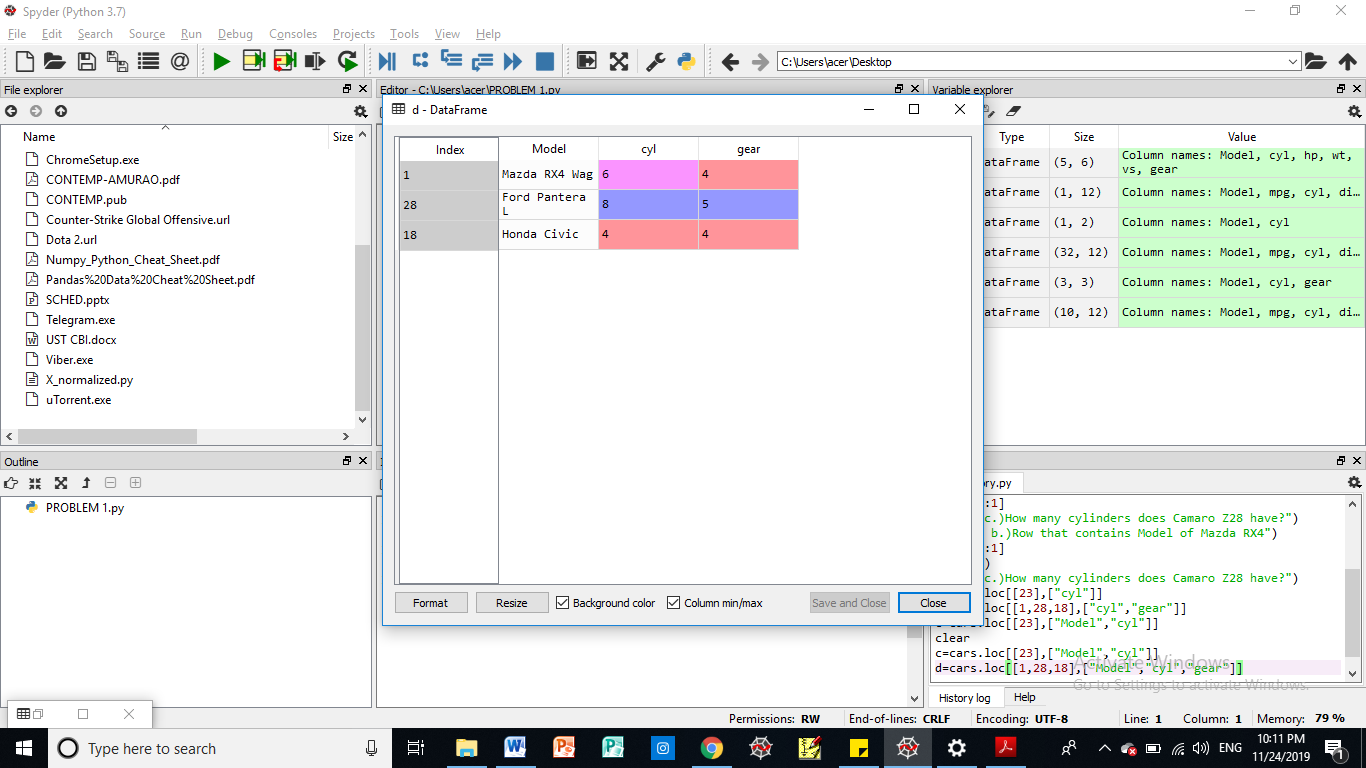 Spyder (Python 3.7)
File Edit Search Source Run Debug Consoles Projects Tools View Help
C:\Users\acer\Desktop
File explorer
Name Size
ChromeSetup.exe
CONTEMP-AMURAO.pdf
CONTEMP.pub
Counter-Strike Global Offensive.url
Dota 2.url
Numpy_Python_Cheat_Sheet.pdf
Pandas%20Data%20Cheat%20Sheet.pdf
SCHED.pptx
Telegram.exe
UST CBI.docx
Viber.exe
X_normalized.py
uTorrent.exe
Outline
PROBLEM 1.py
Editor - C:\Users\acer\PROBLEM 1.py
d - DataFrame
Index Model cyl gear
1 Mazda RX4 Wag 6 4
28 Ford Pantera L 8 5
18 Honda Civic 4 4
Format Resize Background color Column min/max Save and Close Close
Variable explorer
Type Size Value
ataFrame (5, 6) Column names: Model, cyl, hp, wt, vs, gear
ataFrame (1, 12) Column names: Model, mpg, cyl, di…
ataFrame (1, 2) Column names: Model, cyl
ataFrame (32, 12) Column names: Model, mpg, cyl, di…
ataFrame (3, 3) Column names: Model, cyl, gear
ataFrame (10, 12) Column names: Model, mpg, cyl, di…
ory.py
:1]
c.)How many cylinders does Camaro Z28 have?")
b.)Row that contains Model of Mazda RX4")
:1]
)
c.)How many cylinders does Camaro Z28 have?")
loc[[23],["cyl"]]
loc[[1,28,18],["cyl","gear"]]
c=cars.loc[[23],["Model","cyl"]]
clear
c=cars.loc[[23],["Model","cyl"]]
d=cars.loc[[1,28,18],["Model","cyl","gear"]]
Activate Windows
Go to Settings to activate Windows.
History log Help
Permissions: RW End-of-lines: CRLF Encoding: UTF-8 Line: 1 Column: 1 Memory: 79 %
Type here to search
ENG
10:11 PM
11/24/2019
1